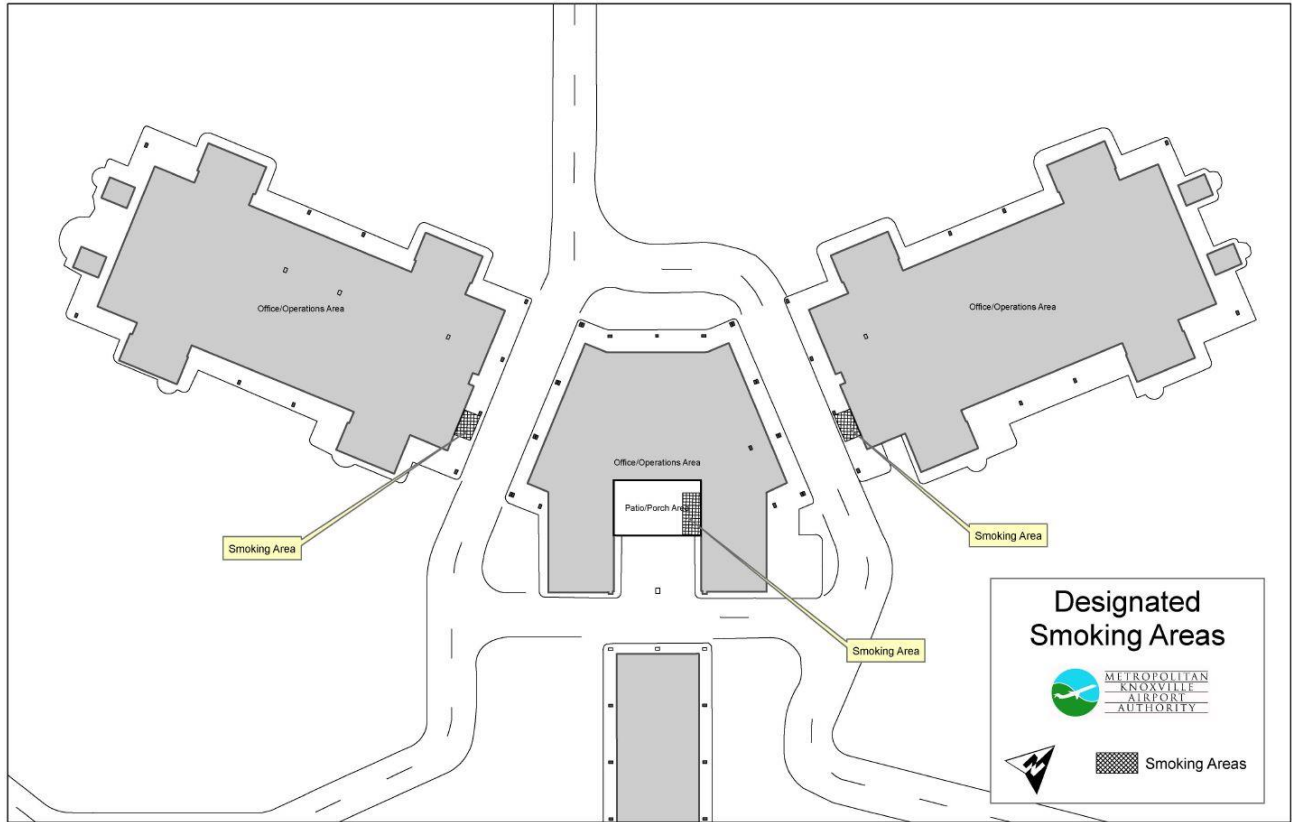 Office/Operations Area
Office/Operations Area
Office/Operations Area
Patio/Porch Area
Smoking Area
Smoking Area
Smoking Area
Designated
Smoking Areas
METROPOLITAN
KNOXVILLE
AIRPORT
AUTHORITY
N
Smoking Areas